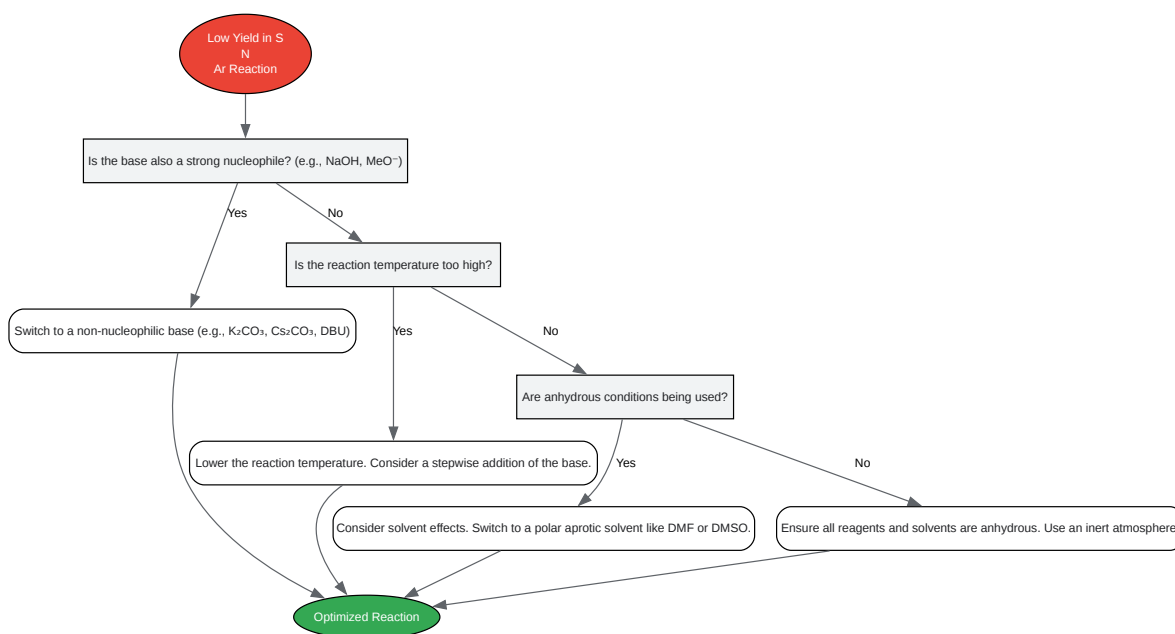 Low Yield in S
N
Ar Reaction
Is the base also a strong nucleophile? (e.g., NaOH, MeO⁻)
Yes
No
Is the reaction temperature too high?
Switch to a non-nucleophilic base (e.g., K₂CO₃, Cs₂CO₃, DBU)
Yes
No
Are anhydrous conditions being used?
Lower the reaction temperature. Consider a stepwise addition of the base.
Yes
No
Consider solvent effects. Switch to a polar aprotic solvent like DMF or DMSO.
Ensure all reagents and solvents are anhydrous. Use an inert atmosphere
Optimized Reaction